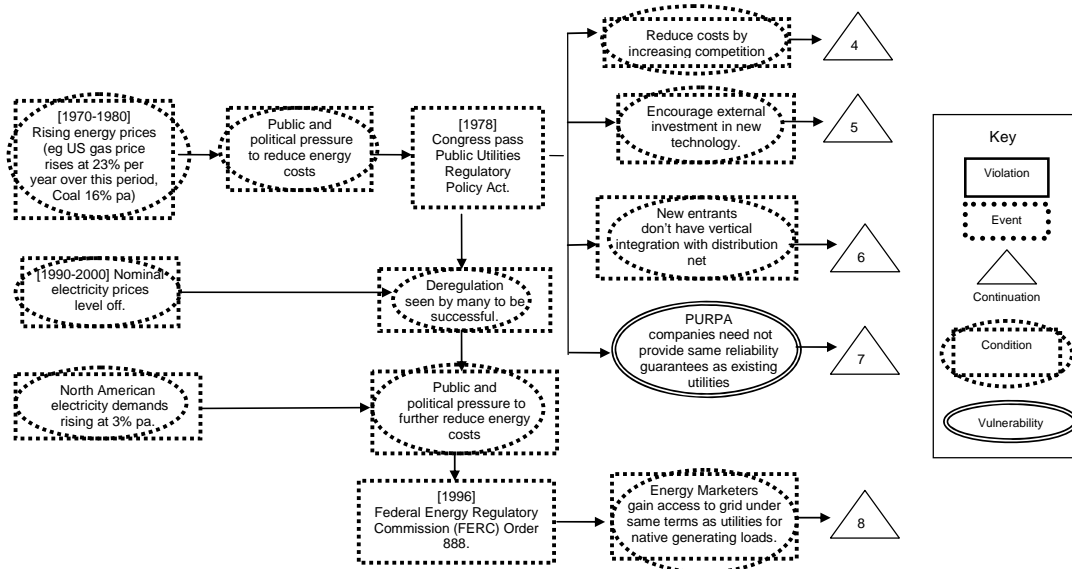 Reduce costs by
increasing competition
4
[1970-1980]
Rising energy prices
(eg US gas price
rises at 23% per
year over this period,
Coal 16% pa)
Public and
political pressure
to reduce energy
costs
[1978]
Congress pass
Public Utilities
Regulatory
Policy Act.
Encourage external
investment in new
technology.
5
New entrants
don't have vertical
integration with distribution
net
6
[1990-2000] Nominal
electricity prices
level off.
Deregulation
seen by many to be
successful.
PURPA
companies need not
provide same reliability
guarantees as existing
utilities
7
North American
electricity demands
rising at 3% pa.
Public and
political pressure to
further reduce energy
costs
[1996]
Federal Energy Regulatory
Commission (FERC) Order
888.
Energy Marketers
gain access to grid under
same terms as utilities for
native generating loads.
8
Key
Violation
Event
Continuation
Condition
Vulnerability